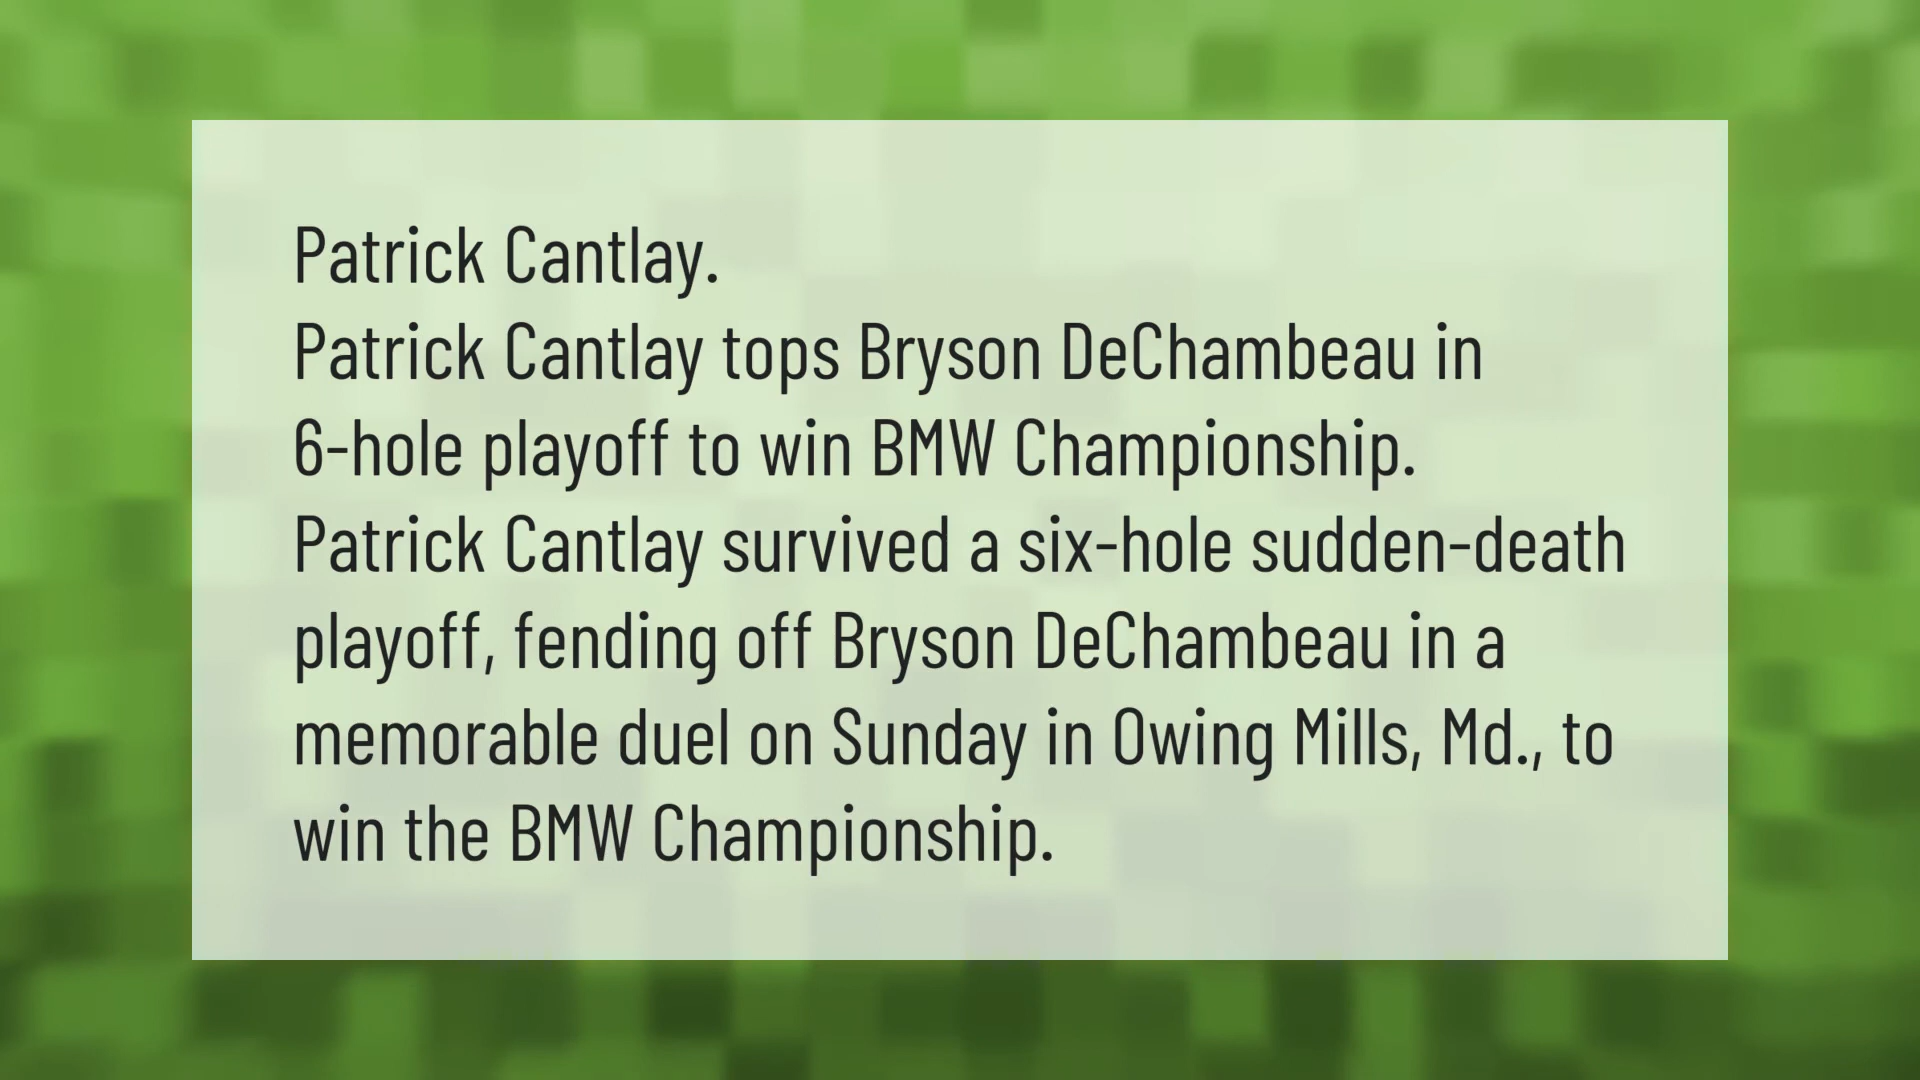 Patrick Cantlay.
Patrick Cantlay tops Bryson DeChambeau in
6-hole playoff to win BMW Championship.
Patrick Cantlay survived a six-hole sudden-death
playoff, fending off Bryson DeChambeau in a
memorable duel on Sunday in Owing Mills, Md., to
win the BMW Championship.